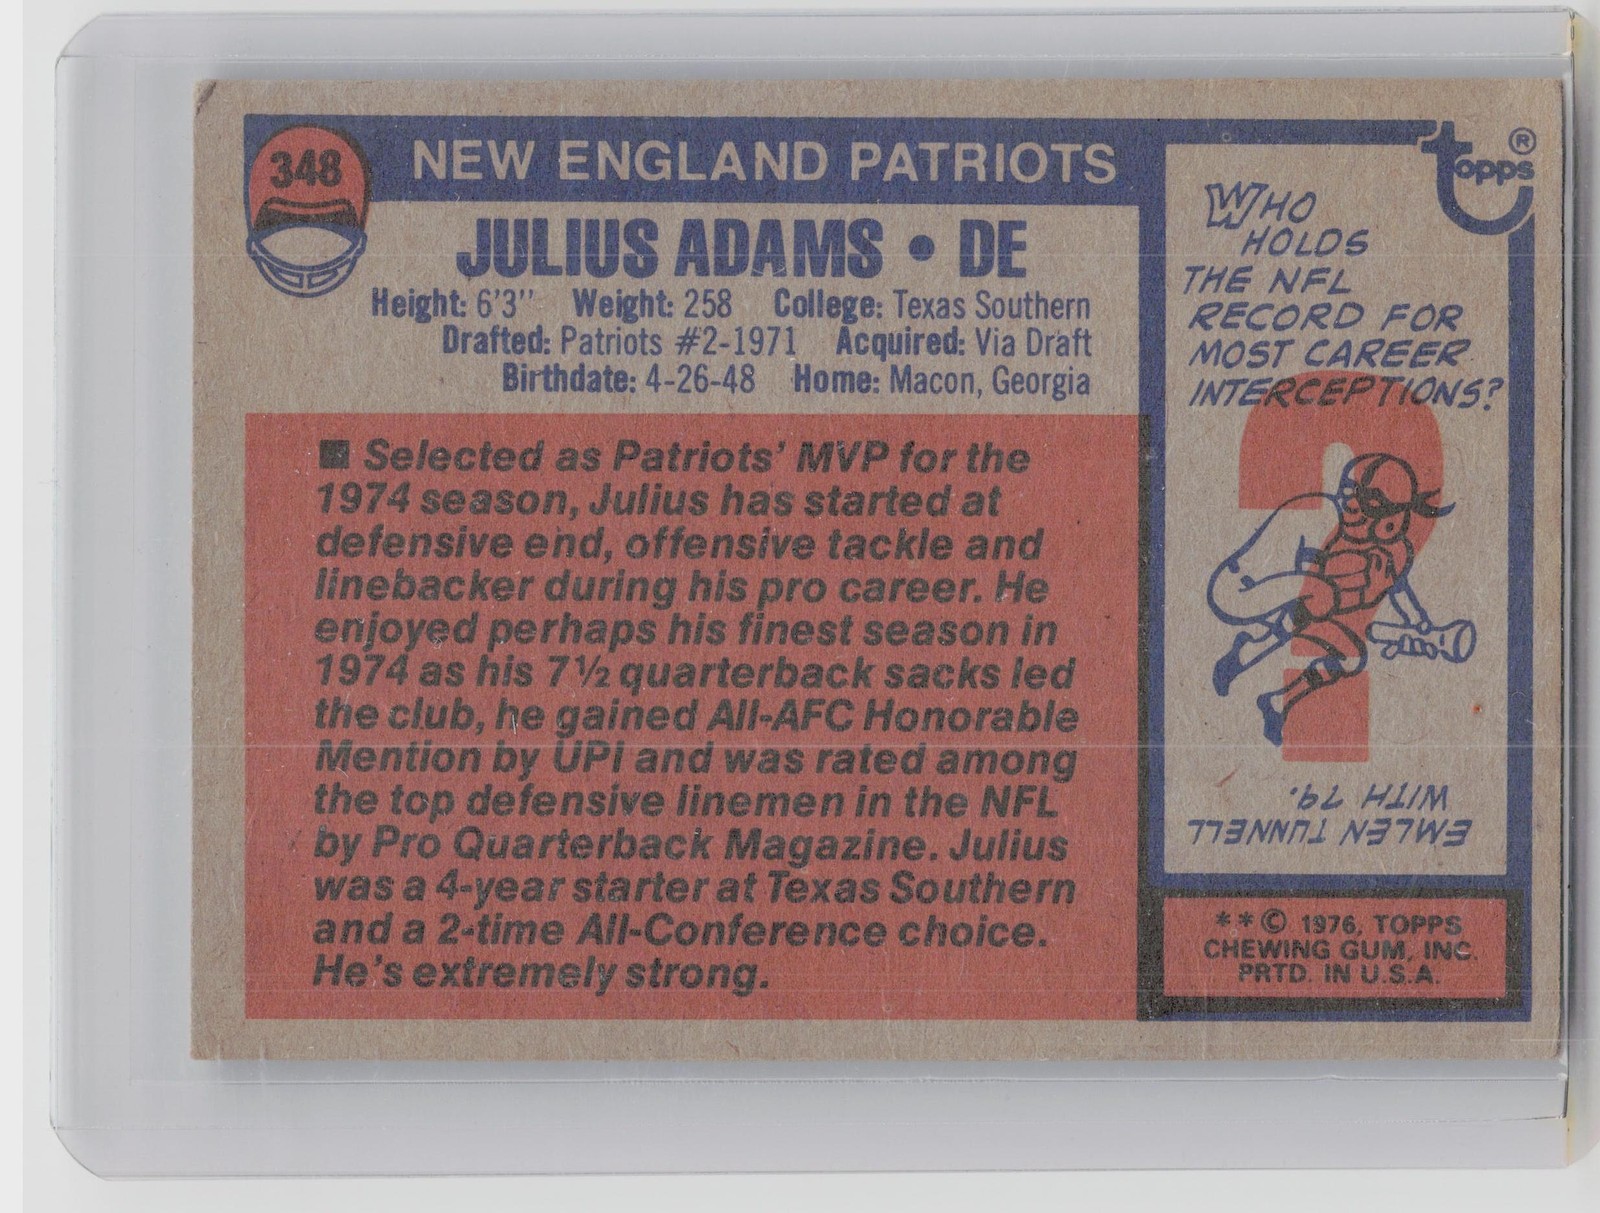 348
NEW ENGLAND PATRIOTS
JULIUS ADAMS • DE
Height: 6'3" Weight: 258 College: Texas Southern
Drafted: Patriots #2-1971 Acquired: Via Draft
Birthdate: 4-26-48 Home: Macon, Georgia
■ Selected as Patriots' MVP for the
1974 season, Julius has started at
defensive end, offensive tackle and
linebacker during his pro career. He
enjoyed perhaps his finest season in
1974 as his 7½ quarterback sacks led
the club, he gained All-AFC Honorable
Mention by UPI and was rated among
the top defensive linemen in the NFL
by Pro Quarterback Magazine. Julius
was a 4-year starter at Texas Southern
and a 2-time All-Conference choice.
He's extremely strong.
topps ®
WHO
HOLDS
THE NFL
RECORD FOR
MOST CAREER
INTERCEPTIONS?
?
EMLEN TUNNELL
WITH 79.
**© 1976, TOPPS
CHEWING GUM, INC.
PRTD. IN U.S.A.